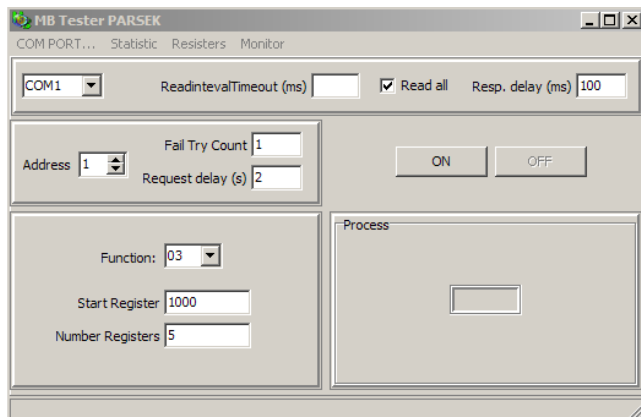 MB Tester PARSEK
COM PORT... Statistic Resisters Monitor
COM1 ReadintevalTimeout (ms) Read all Resp. delay (ms) 100
Fail Try Count 1
Address 1
Request delay (s) 2
ON OFF
Process
Function: 03
Start Register 1000
Number Registers 5